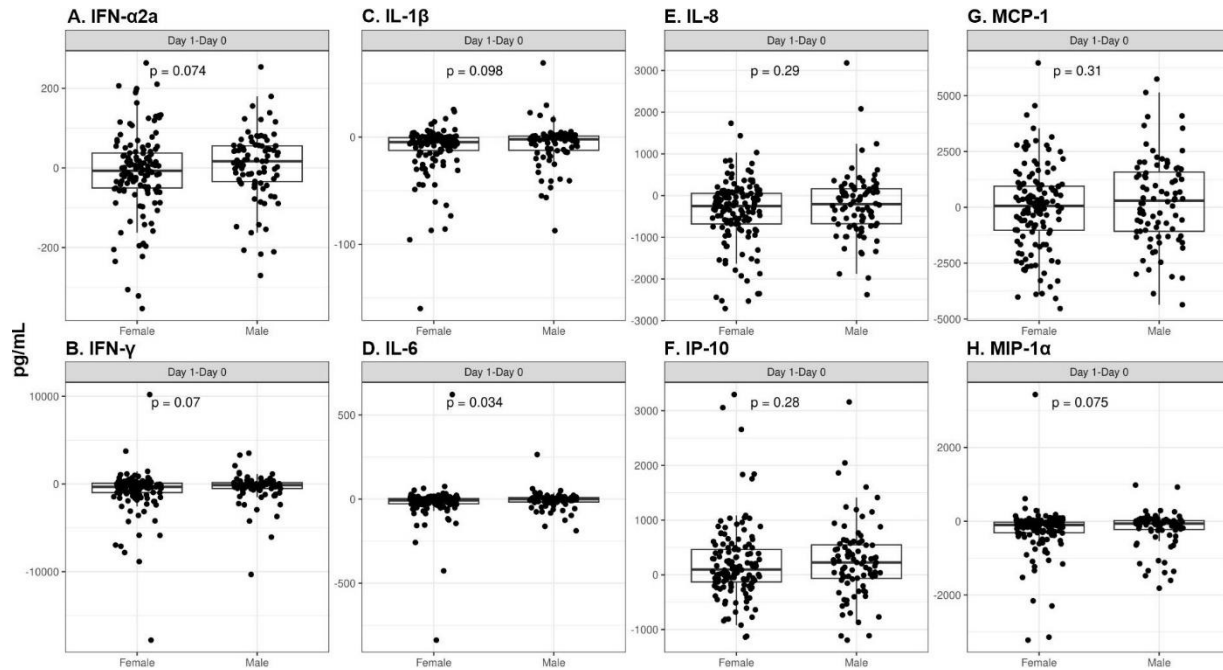 A. IFN-α2a
Day 1-Day 0
p = 0.074
200
0
-200
Female
Male
B. IFN-γ
Day 1-Day 0
p = 0.07
10000
0
-10000
Female
Male
C. IL-1β
Day 1-Day 0
p = 0.098
0
-100
Female
Male
D. IL-6
Day 1-Day 0
p = 0.034
500
0
-500
Female
Male
E. IL-8
Day 1-Day 0
p = 0.29
3000
2000
1000
0
-1000
-2000
-3000
Female
Male
F. IP-10
Day 1-Day 0
p = 0.28
3000
2000
1000
0
-1000
Female
Male
G. MCP-1
Day 1-Day 0
p = 0.31
5000
2500
0
-2500
-5000
Female
Male
H. MIP-1α
Day 1-Day 0
p = 0.075
2000
0
-2000
Female
Male
pg/mL